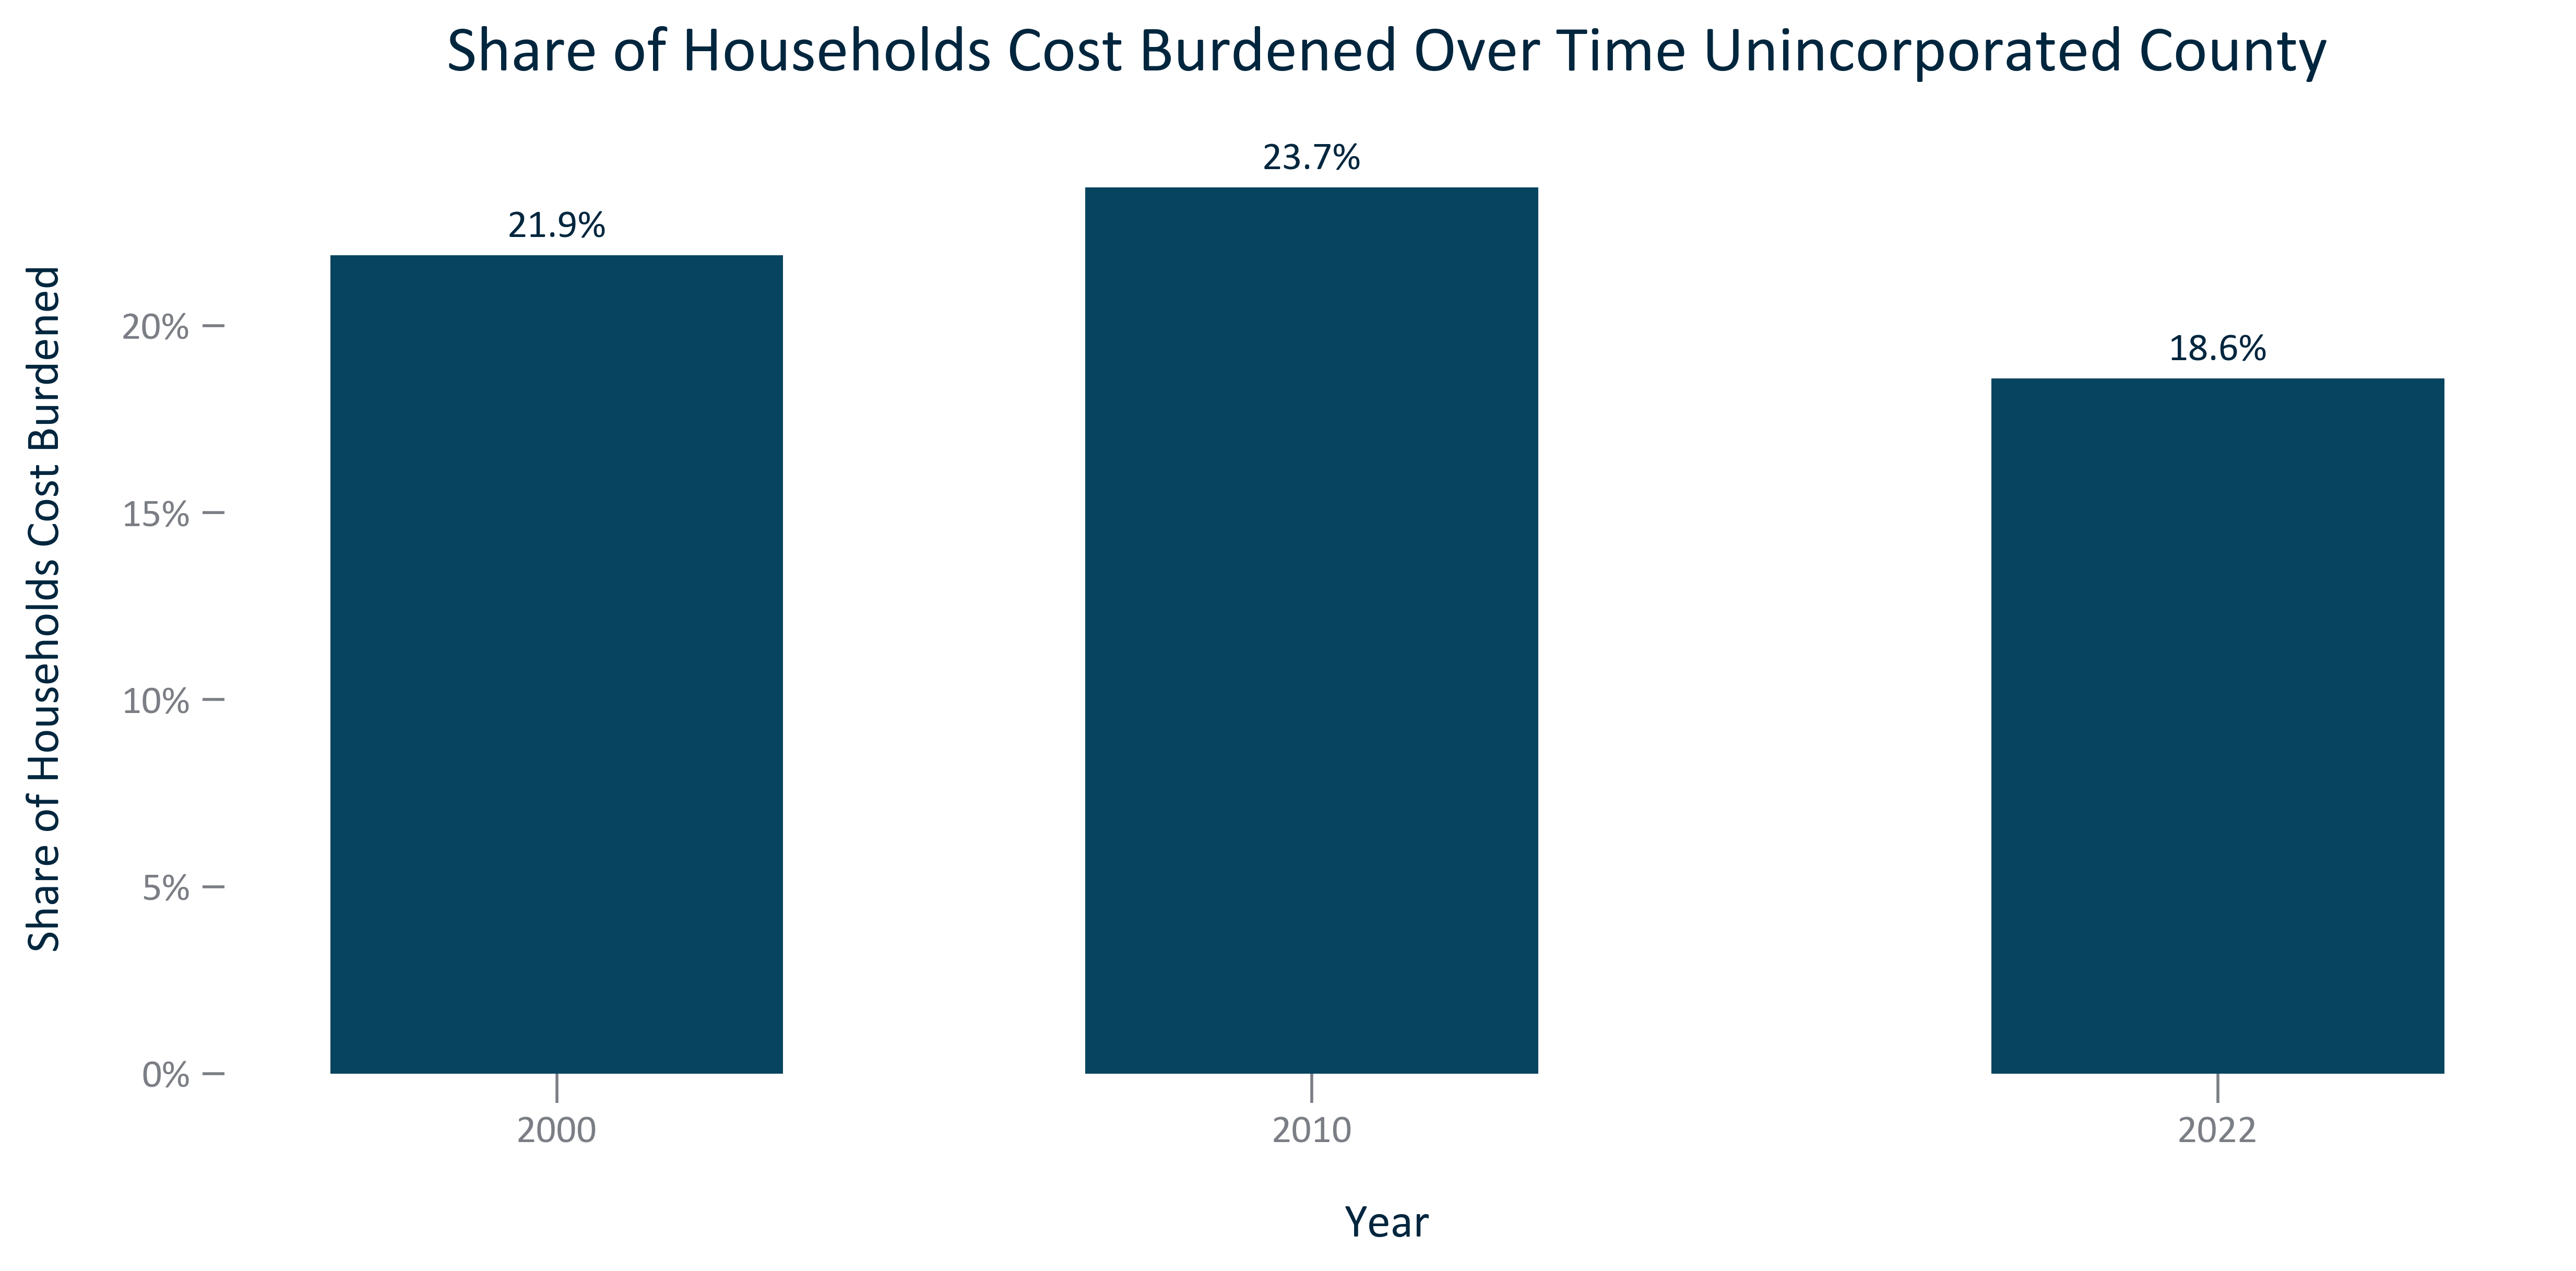 Share of Households Cost Burdened Over Time Unincorporated County
23.7%
21.9%
18.6%
Share of Households Cost Burdened
20%
15%
10%
5%
0%
2000 2010 2022
Year